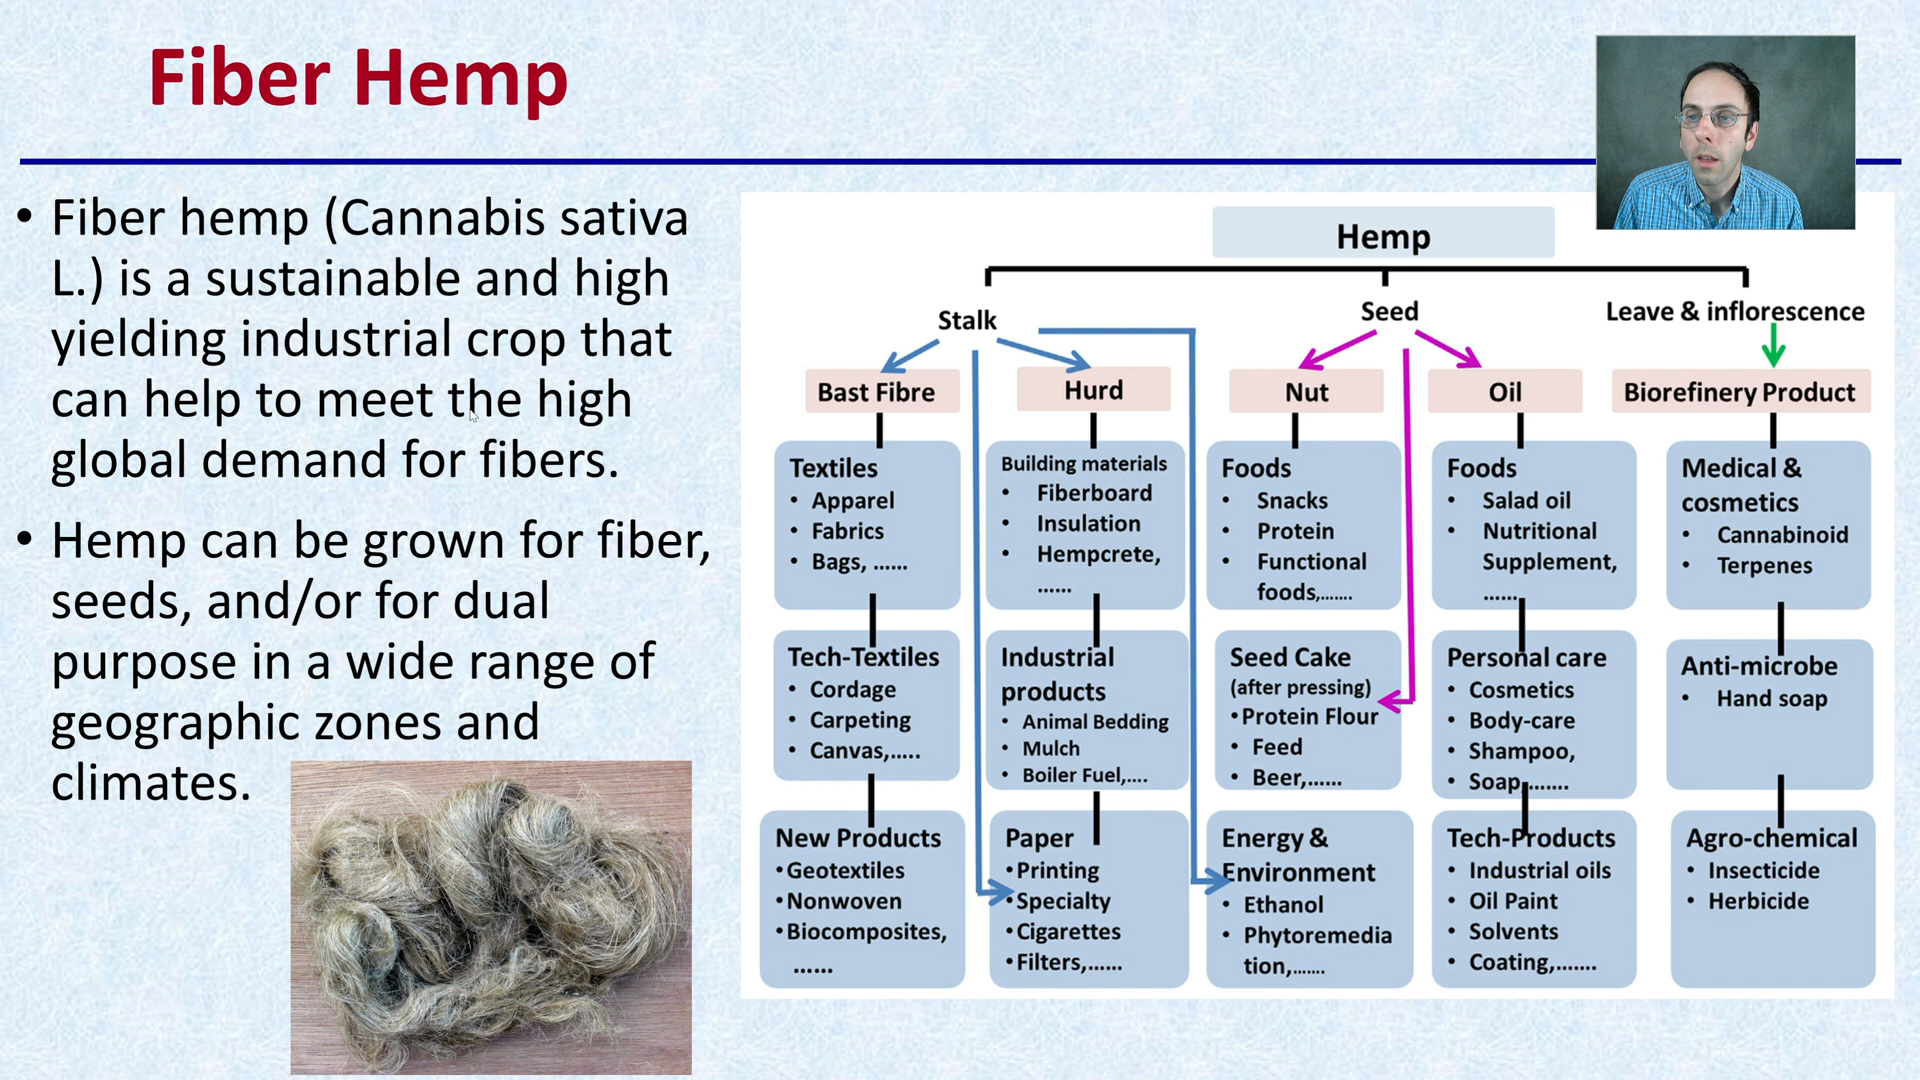 Fiber Hemp
• Fiber hemp (Cannabis sativa
L.) is a sustainable and high
yielding industrial crop that
can help to meet the high
global demand for fibers.
• Hemp can be grown for fiber,
seeds, and/or for dual
purpose in a wide range of
geographic zones and
climates.
Hemp
Stalk
Seed
Leave & inflorescence
Bast Fibre
Hurd
Nut
Oil
Biorefinery Product
Textiles
• Apparel
• Fabrics
• Bags, ......
Building materials
• Fiberboard
• Insulation
• Hempcrete,
......
Foods
• Snacks
• Protein
• Functional
foods,.......
Foods
• Salad oil
• Nutritional
Supplement,
......
Medical &
cosmetics
• Cannabinoid
• Terpenes
Tech-Textiles
• Cordage
• Carpeting
• Canvas,.....
Industrial
products
• Animal Bedding
• Mulch
• Boiler Fuel,....
Seed Cake
(after pressing)
• Protein Flour
• Feed
• Beer,......
Personal care
• Cosmetics
• Body-care
• Shampoo,
• Soap,.......
Anti-microbe
• Hand soap
New Products
• Geotextiles
• Nonwoven
• Biocomposites,
......
Paper
• Printing
• Specialty
• Cigarettes
• Filters,......
Energy &
Environment
• Ethanol
• Phytoremedia
tion,.......
Tech-Products
• Industrial oils
• Oil Paint
• Solvents
• Coating,.......
Agro-chemical
• Insecticide
• Herbicide